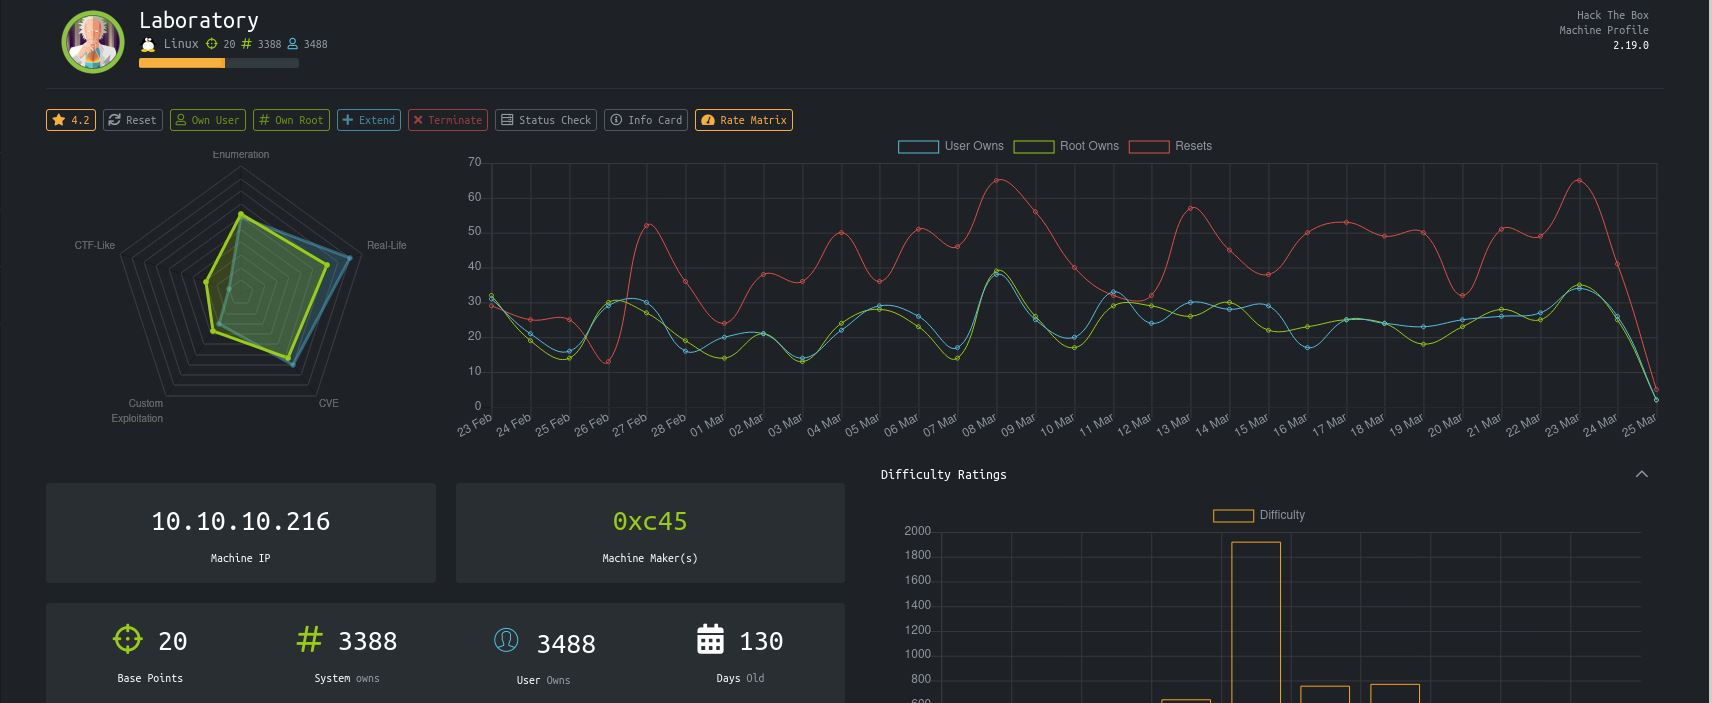 Laboratory
Linux 20 # 3388 3488
Hack The Box
Machine Profile
2.19.0
4.2 Reset Own User # Own Root Extend Terminate Status Check Info Card Rate Matrix
Enumeration
CTF-Like
Real-Life
Custom
Exploitation
CVE
User Owns Root Owns Resets
70
60
50
40
30
20
10
0
23 Feb 24 Feb 25 Feb 26 Feb 27 Feb 28 Feb 01 Mar 02 Mar 03 Mar 04 Mar 05 Mar 06 Mar 07 Mar 08 Mar 09 Mar 10 Mar 11 Mar 12 Mar 13 Mar 14 Mar 15 Mar 16 Mar 17 Mar 18 Mar 19 Mar 20 Mar 21 Mar 22 Mar 23 Mar 24 Mar 25 Mar
10.10.10.216
Machine IP
0xc45
Machine Maker(s)
20
Base Points
# 3388
System owns
3488
User Owns
130
Days Old
Difficulty Ratings
Difficulty
2000
1800
1600
1400
1200
1000
800
600